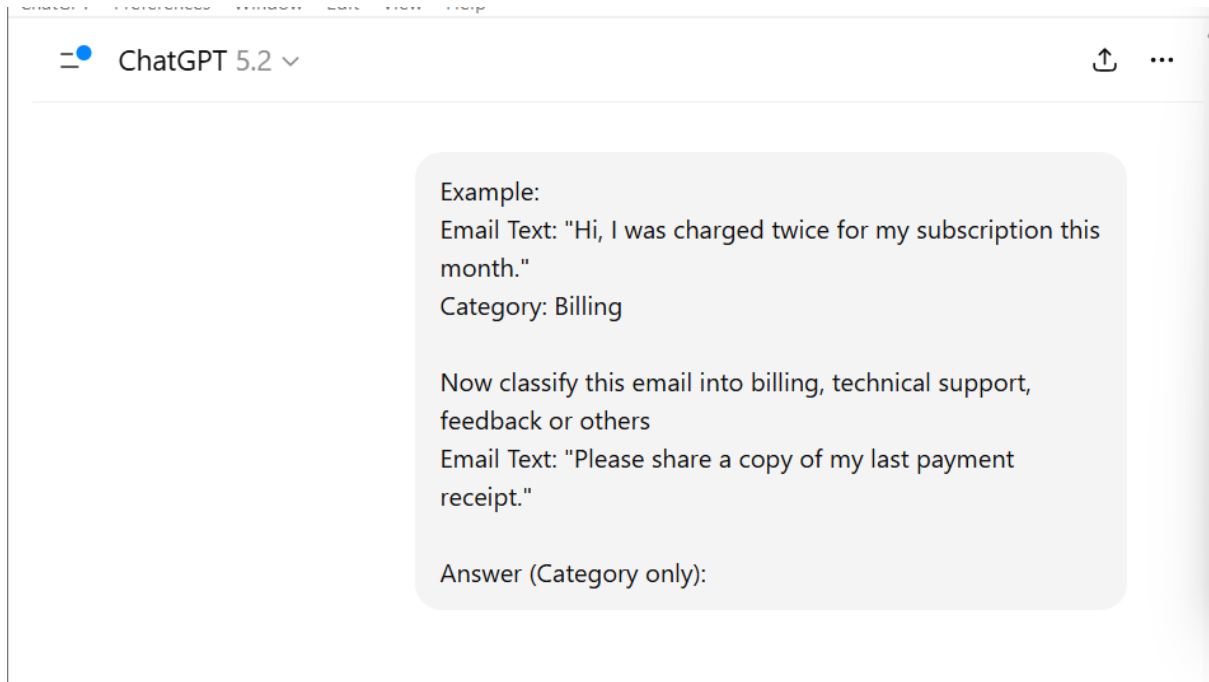 ChatGPT 5.2
Example:
Email Text: "Hi, I was charged twice for my subscription this
month."
Category: Billing
Now classify this email into billing, technical support,
feedback or others
Email Text: "Please share a copy of my last payment
receipt."
Answer (Category only):